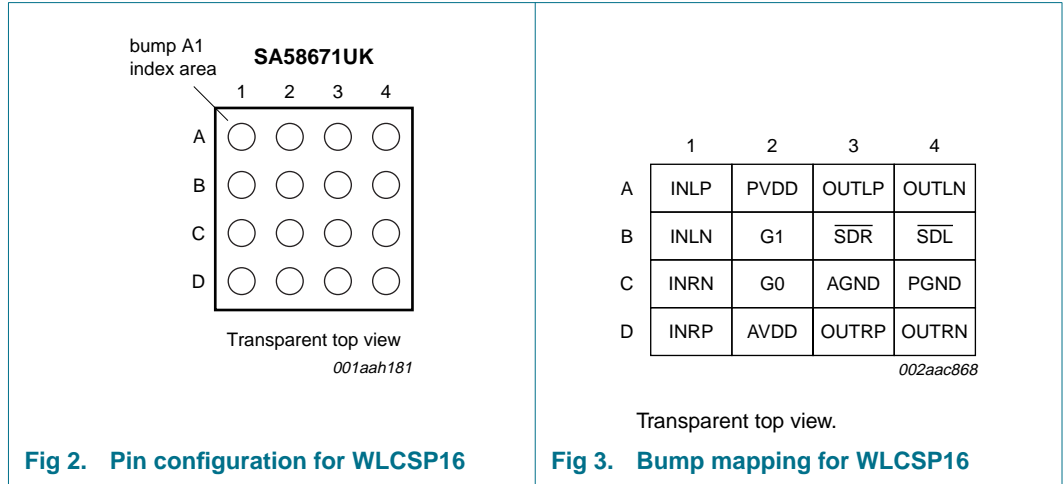 bump A1
index area
SA58671UK
1 2 3 4
A
B
C
D
Transparent top view
001aah181
Fig 2. Pin configuration for WLCSP16
1 2 3 4
A INLP PVDD OUTLP OUTLN
B INLN G1 S̅D̅R̅ S̅D̅L̅
C INRN G0 AGND PGND
D INRP AVDD OUTRP OUTRN
002aac868
Transparent top view.
Fig 3. Bump mapping for WLCSP16